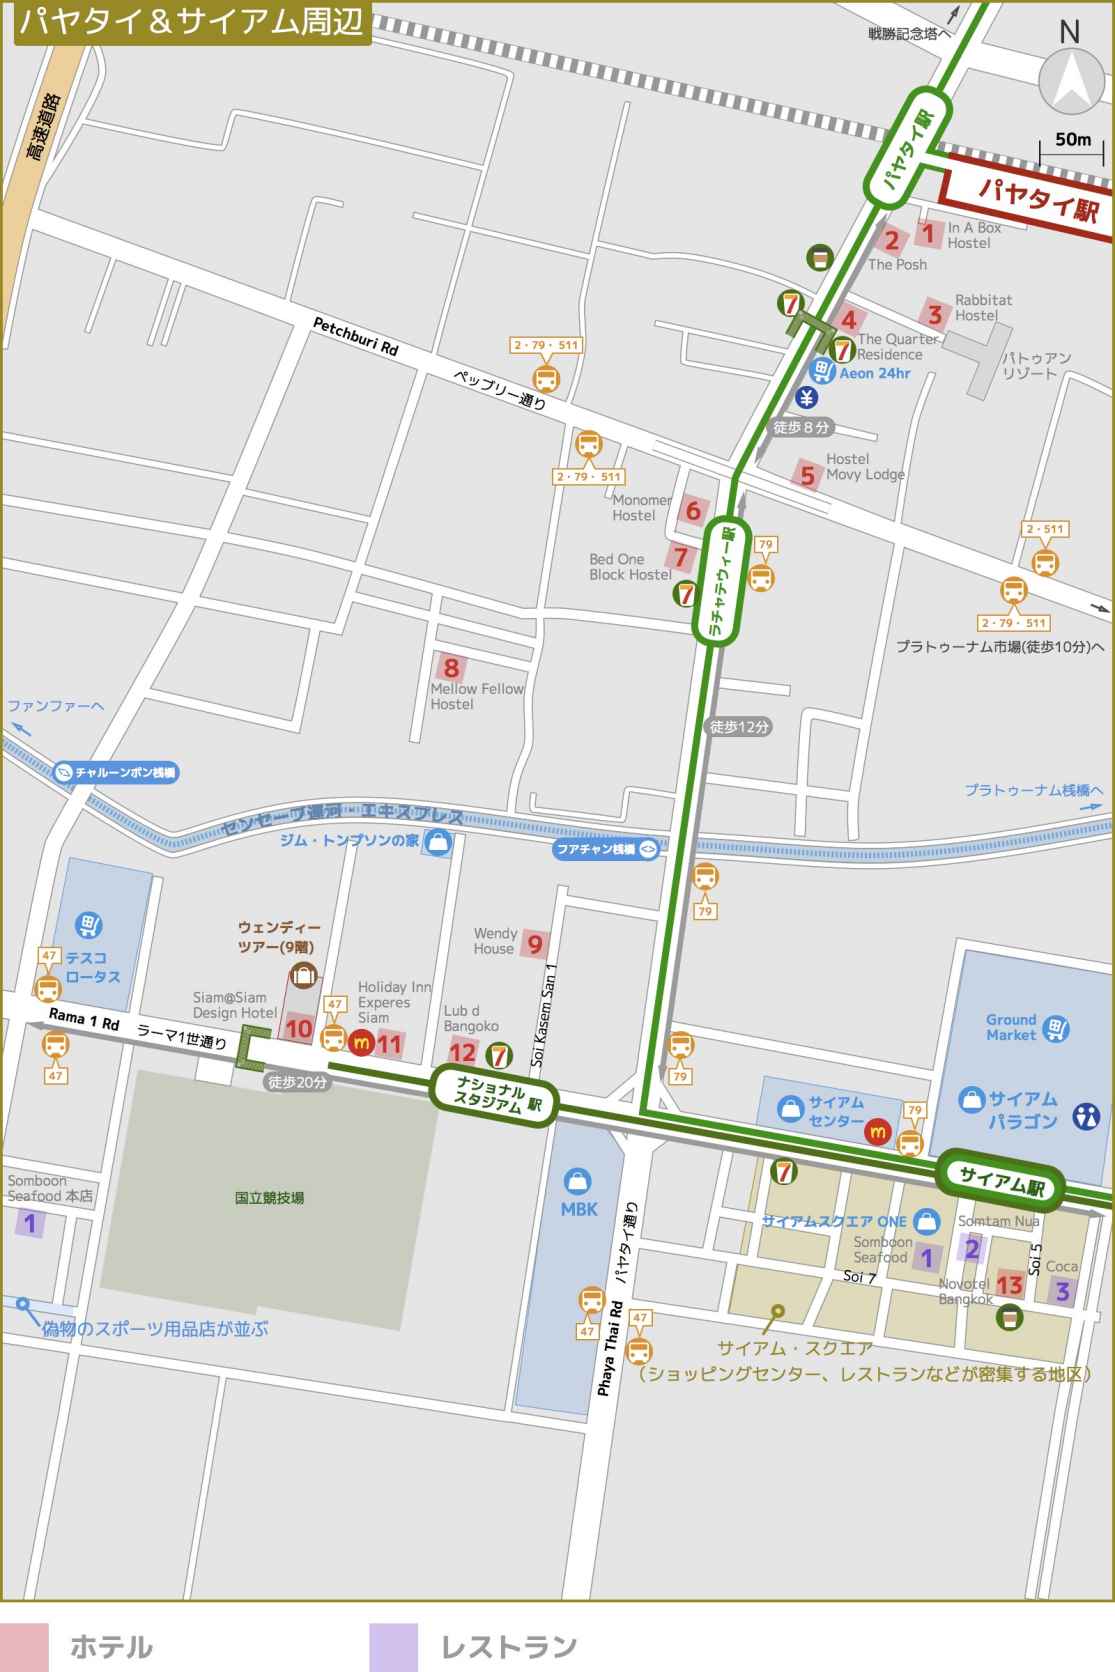 パヤタイ＆サイアム周辺
戦勝記念塔へ
N
50m
高速道路
パヤタイ駅
パヤタイ駅
1
In A Box
Hostel
2
The Posh
3
Rabbitat
Hostel
7
4
The Quarter
Residence
7
Aeon 24hr
¥
パトゥアン
リゾート
Petchburi Rd
ペップリー通り
2・79・511
2・79・511
徒歩８分
5
Hostel
Movy Lodge
6
Monomer
Hostel
7
Bed One
Block Hostel
7
79
ラチャテウィー駅
2・511
2・79・511
プラトゥーナム市場(徒歩10分)へ
8
Mellow Fellow
Hostel
徒歩12分
ファンファーへ
チャルーンポン桟橋
センセーブ運河・エキスプレス
プラトゥーナム桟橋へ
ジム・トンプソンの家
フアチャン桟橋
79
テスコ
ロータス
47
ウェンディー
ツアー(9階)
Wendy
House
9
Soi Kasem San 1
Siam@Siam
Design Hotel
10
47
Holiday Inn
Experes
Siam
m
11
Lub d
Bangoko
12
7
Rama 1 Rd
ラーマ1世通り
47
徒歩20分
ナショナル
スタジアム 駅
79
Ground
Market
サイアム
パラゴン
サイアム
センター
m
79
サイアム駅
7
Somboon
Seafood 本店
1
国立競技場
MBK
パヤタイ通り
Phaya Thai Rd
47
47
サイアムスクエア ONE
Somtam Nua
Somboon
Seafood
1
2
Soi 5
Soi 7
Coca
3
Novotel
Bangkok
13
偽物のスポーツ用品店が並ぶ
サイアム・スクエア
（ショッピングセンター、レストランなどが密集する地区）
ホテル
レストラン